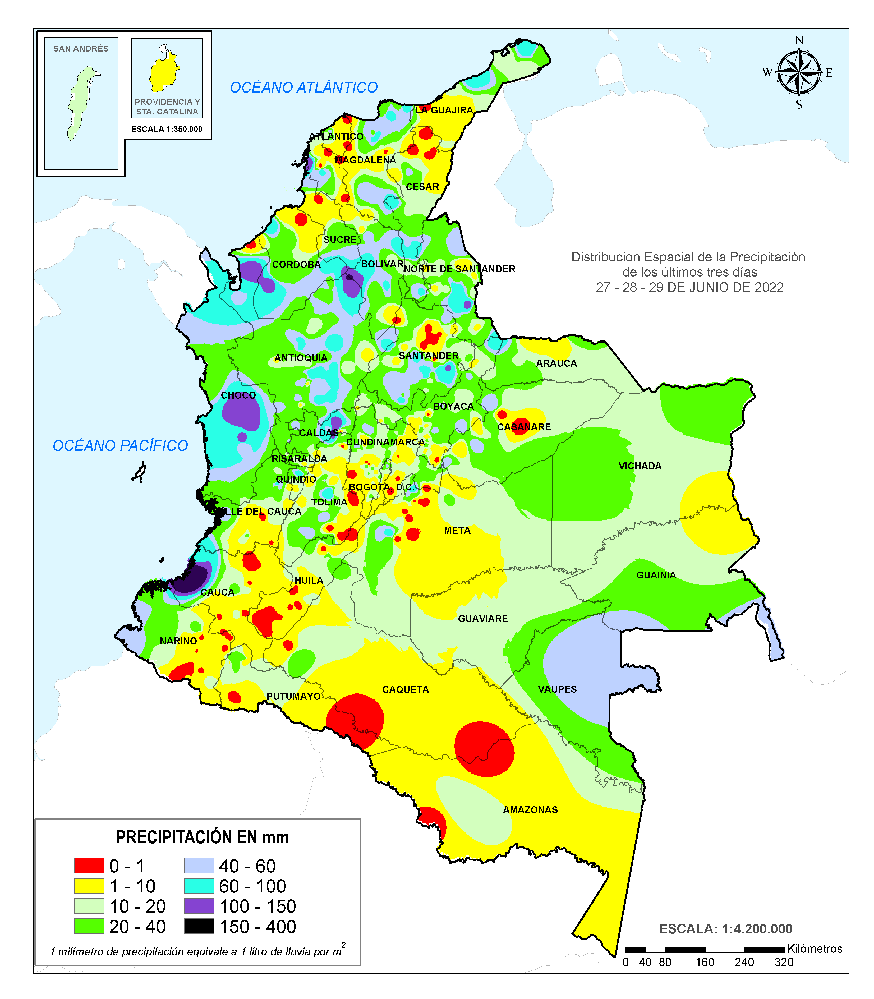 SAN ANDRÉS
PROVIDENCIA Y
STA. CATALINA
ESCALA 1:350.000
N
W
E
S
OCÉANO ATLÁNTICO
LA GUAJIRA
ATLANTICO
MAGDALENA
CESAR
SUCRE
CORDOBA
BOLIVAR
NORTE DE SANTANDER
Distribucion Espacial de la Precipitación
de los últimos tres días
27 - 28 - 29 DE JUNIO DE 2022
ANTIOQUIA
SANTANDER
ARAUCA
CHOCO
BOYACA
CASANARE
CALDAS
CUNDINAMARCA
OCÉANO PACÍFICO
RISARALDA
VICHADA
QUINDIO
BOGOTA, D.C.
TOLIMA
LLE DEL CAUCA
META
GUAINIA
HUILA
CAUCA
GUAVIARE
NARINO
CAQUETA
VAUPES
PUTUMAYO
AMAZONAS
PRECIPITACIÓN EN mm
0 - 1
1 - 10
10 - 20
20 - 40
40 - 60
60 - 100
100 - 150
150 - 400
1 milímetro de precipitación equivale a 1 litro de lluvia por m2
ESCALA: 1:4.200.000
Kilómetros
0 40 80 160 240 320